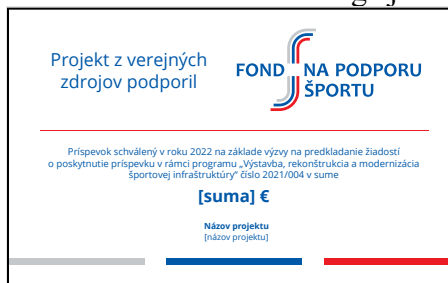 Projekt z verejných
zdrojov podporil
FOND NA PODPORU
ŠPORTU
Príspevok schválený v roku 2022 na základe výzvy na predkladanie žiadostí
o poskytnutie príspevku v rámci programu „Výstavba, rekonštrukcia a modernizácia
športovej infraštruktúry“ číslo 2021/004 v sume
[suma] €
Názov projektu
[názov projektu]